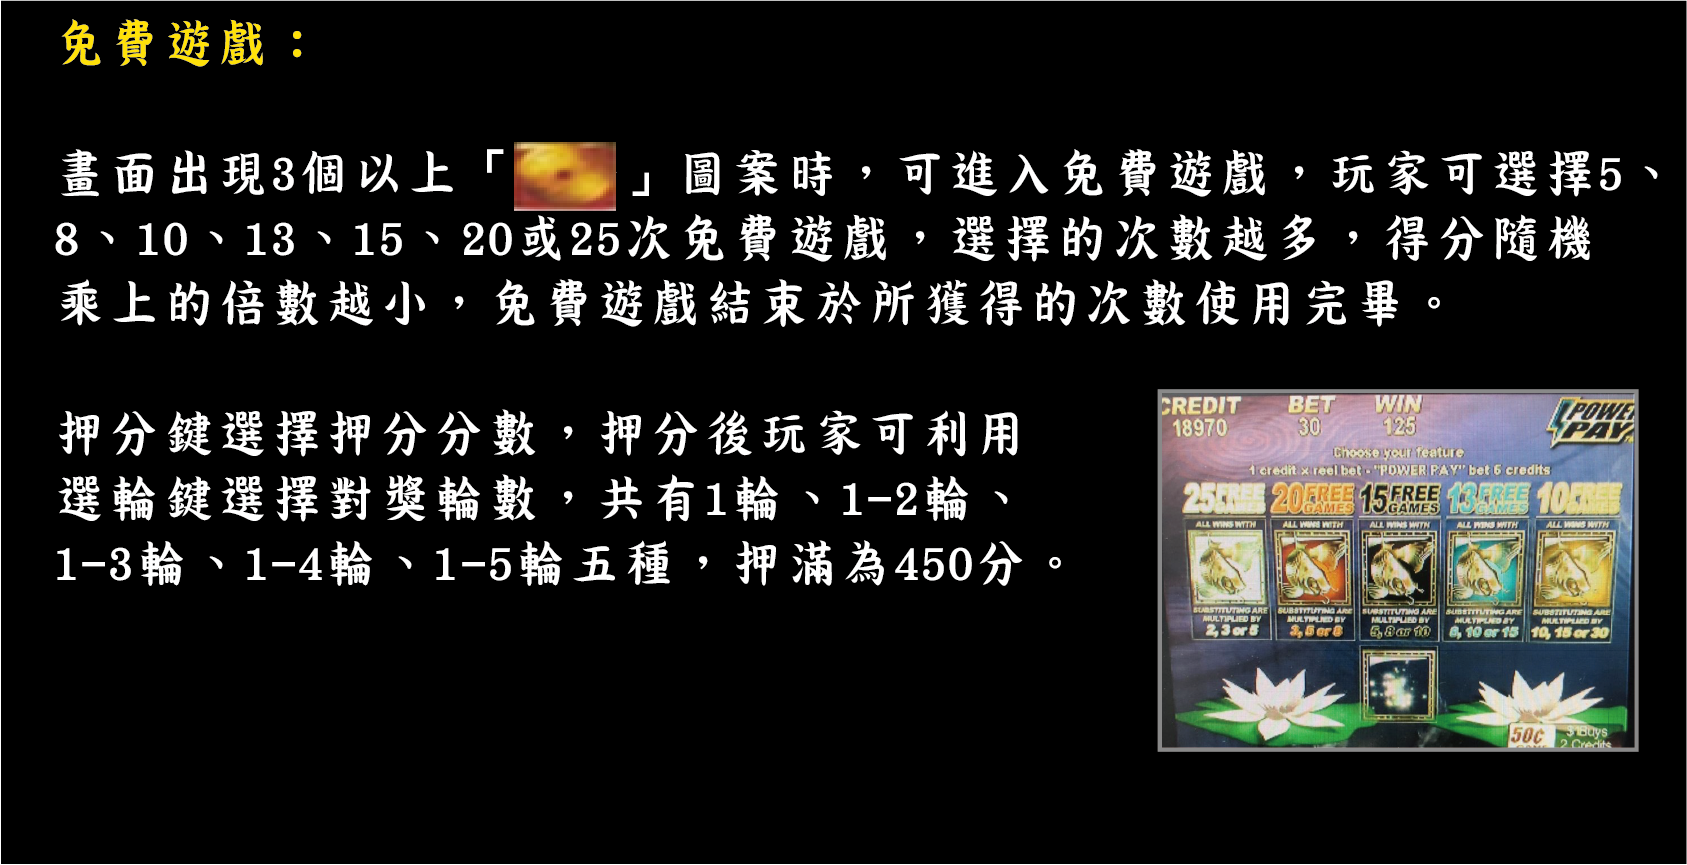 免費遊戲：
畫面出現3個以上「」圖案時，可進入免費遊戲，玩家可選擇5、
8、10、13、15、20或25次免費遊戲，選擇的次數越多，得分隨機
乘上的倍數越小，免費遊戲結束於所獲得的次數使用完畢。
押分鍵選擇押分分數，押分後玩家可利用
選輪鍵選擇對獎輪數，共有1輪、1-2輪、
1-3輪、1-4輪、1-5輪五種，押滿為450分。
CREDIT BET WIN
18970 30 125
POWER
PAY
Choose your feature
1 credit x reel bet - "POWER PAY" bet 6 credits
25 FREE GAMES 20 FREE GAMES 15 FREE GAMES 13 FREE GAMES 10 FREE GAMES
ALL WINS WITH ALL WINS WITH ALL WINS WITH ALL WINS WITH ALL WINS WITH
SUBSTITUTING ARE SUBSTITUTING ARE SUBSTITUTING ARE SUBSTITUTING ARE SUBSTITUTING ARE
MULTIPLIED BY MULTIPLIED BY MULTIPLIED BY MULTIPLIED BY MULTIPLIED BY
2, 3 or 5 3, 5 or 8 5, 8 or 10 8, 10 or 15 10, 15 or 30
50¢
2 Credits